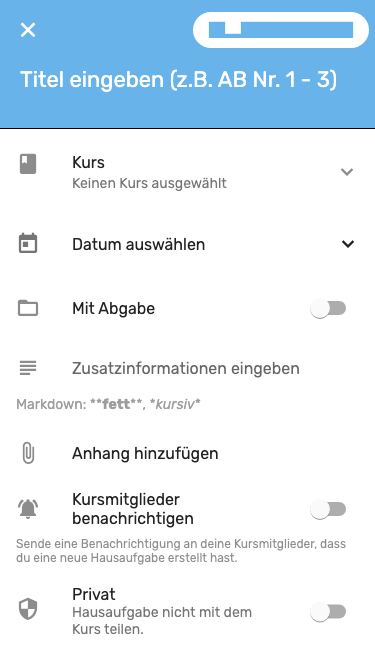 Titel eingeben (z.B. AB Nr. 1 - 3)
Kurs
Keinen Kurs ausgewählt
Datum auswählen
Mit Abgabe
Zusatzinformationen eingeben
Markdown: **fett**, *kursiv*
Anhang hinzufügen
Kursmitglieder
benachrichtigen
Sende eine Benachrichtigung an deine Kursmitglieder, dass
du eine neue Hausaufgabe erstellt hast.
Privat
Hausaufgabe nicht mit dem
Kurs teilen.